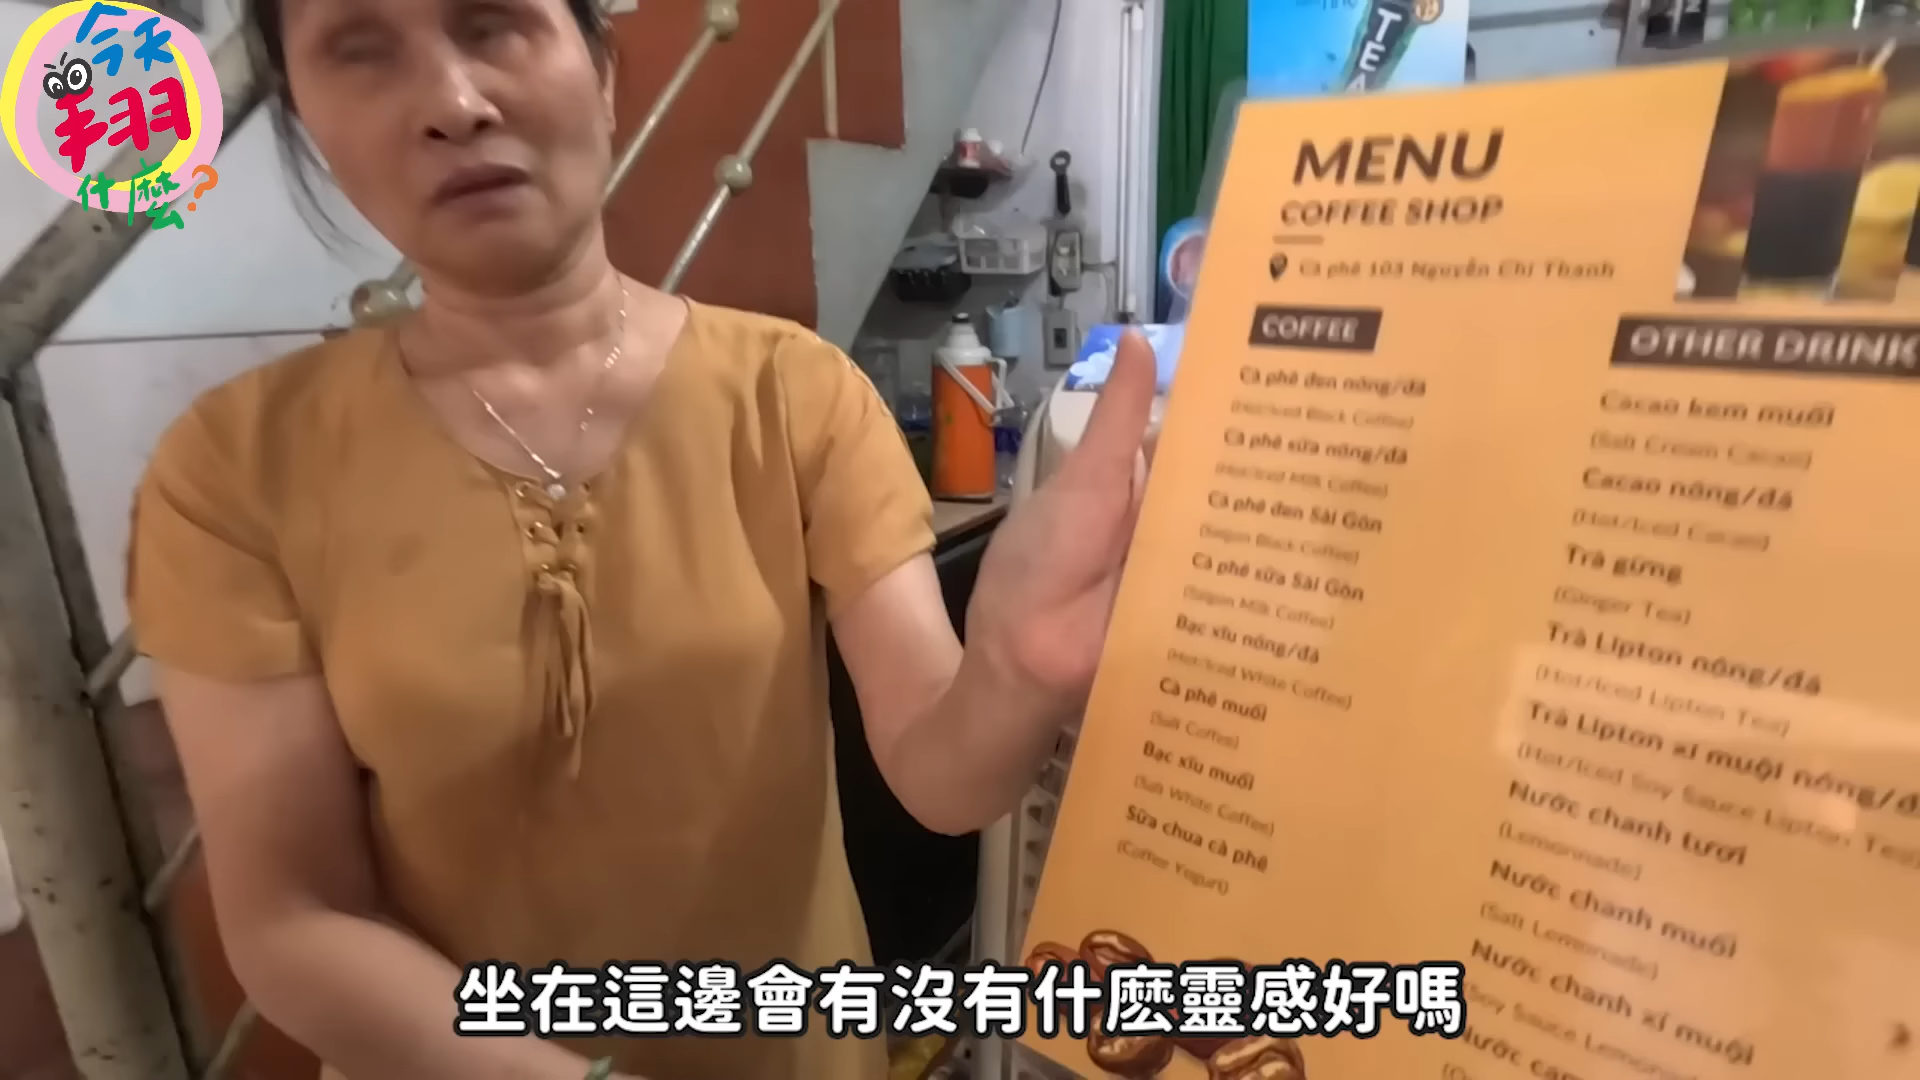 今天
翔
什麼?
TEA
MENU
COFFEE SHOP
Cà phê 103 Nguyễn Chí Thanh
COFFEE
Cà phê đen nóng/đá
(Hot/Iced Black Coffee)
Cà phê sữa nóng/đá
(Hot/Iced Milk Coffee)
Cà phê đen Sài Gòn
(Saigon Black Coffee)
Cà phê sữa Sài Gòn
(Saigon Milk Coffee)
Bạc xỉu nóng/đá
(Hot/Iced White Coffee)
Cà phê muối
(Salt Coffee)
Bạc xỉu muối
(Salt White Coffee)
Sữa chua cà phê
(Coffee Yogurt)
OTHER DRINK
Cacao kem muối
(Salt Cream Cacao)
Cacao nóng/đá
(Hot/Iced Cacao)
Trà gừng
(Ginger Tea)
Trà Lipton nóng/đá
(Hot/Iced Lipton Tea)
Trà Lipton xí muội nóng/đ
(Hot/Iced Soy Sauce Lipton Tea)
Nước chanh tươi
(Lemonnade)
Nước chanh muối
(Salt Lemonade)
Nước chanh xí muội
(Soy Sauce Lemonad
Nước cam
坐在這邊會有沒有什麼靈感好嗎